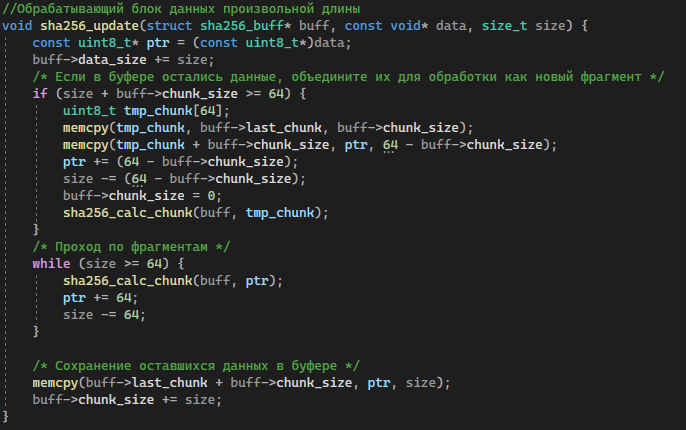 //Обрабатывающий блок данных произвольной длины
void sha256_update(struct sha256_buff* buff, const void* data, size_t size) {
    const uint8_t* ptr = (const uint8_t*)data;
    buff->data_size += size;
    /* Если в буфере остались данные, объедините их для обработки как новый фрагмент */
    if (size + buff->chunk_size >= 64) {
        uint8_t tmp_chunk[64];
        memcpy(tmp_chunk, buff->last_chunk, buff->chunk_size);
        memcpy(tmp_chunk + buff->chunk_size, ptr, 64 - buff->chunk_size);
        ptr += (64 - buff->chunk_size);
        size -= (64 - buff->chunk_size);
        buff->chunk_size = 0;
        sha256_calc_chunk(buff, tmp_chunk);
    }
    /* Проход по фрагментам */
    while (size >= 64) {
        sha256_calc_chunk(buff, ptr);
        ptr += 64;
        size -= 64;
    }

    /* Сохранение оставшихся данных в буфере */
    memcpy(buff->last_chunk + buff->chunk_size, ptr, size);
    buff->chunk_size += size;
}